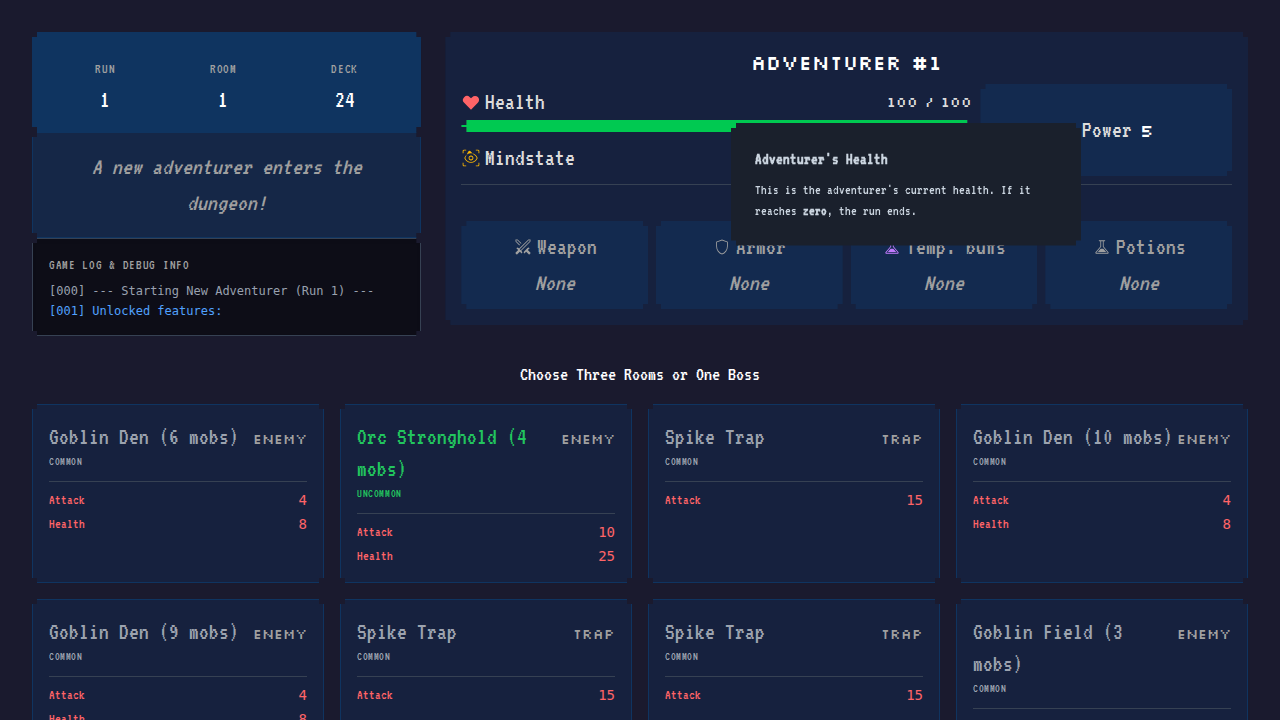 RUN ROOM DECK
1 1 24
A new adventurer enters the
dungeon!
GAME LOG & DEBUG INFO
[000] --- Starting New Adventurer (Run 1) ---
[001] Unlocked features:
ADVENTURER #1
Health 100 / 100
Power 5
Mindstate
Adventurer's Health
This is the adventurer's current health. If it
reaches zero, the run ends.
Weapon Armor Temp. Buffs Potions
None None None None
Choose Three Rooms or One Boss
Goblin Den (6 mobs) ENEMY
COMMON
Attack 4
Health 8
Orc Stronghold (4 ENEMY
mobs)
UNCOMMON
Attack 10
Health 25
Spike Trap TRAP
COMMON
Attack 15
Goblin Den (10 mobs) ENEMY
COMMON
Attack 4
Health 8
Goblin Den (9 mobs) ENEMY
COMMON
Attack 4
Health 8
Spike Trap TRAP
COMMON
Attack 15
Spike Trap TRAP
COMMON
Attack 15
Goblin Field (3 ENEMY
mobs)
COMMON